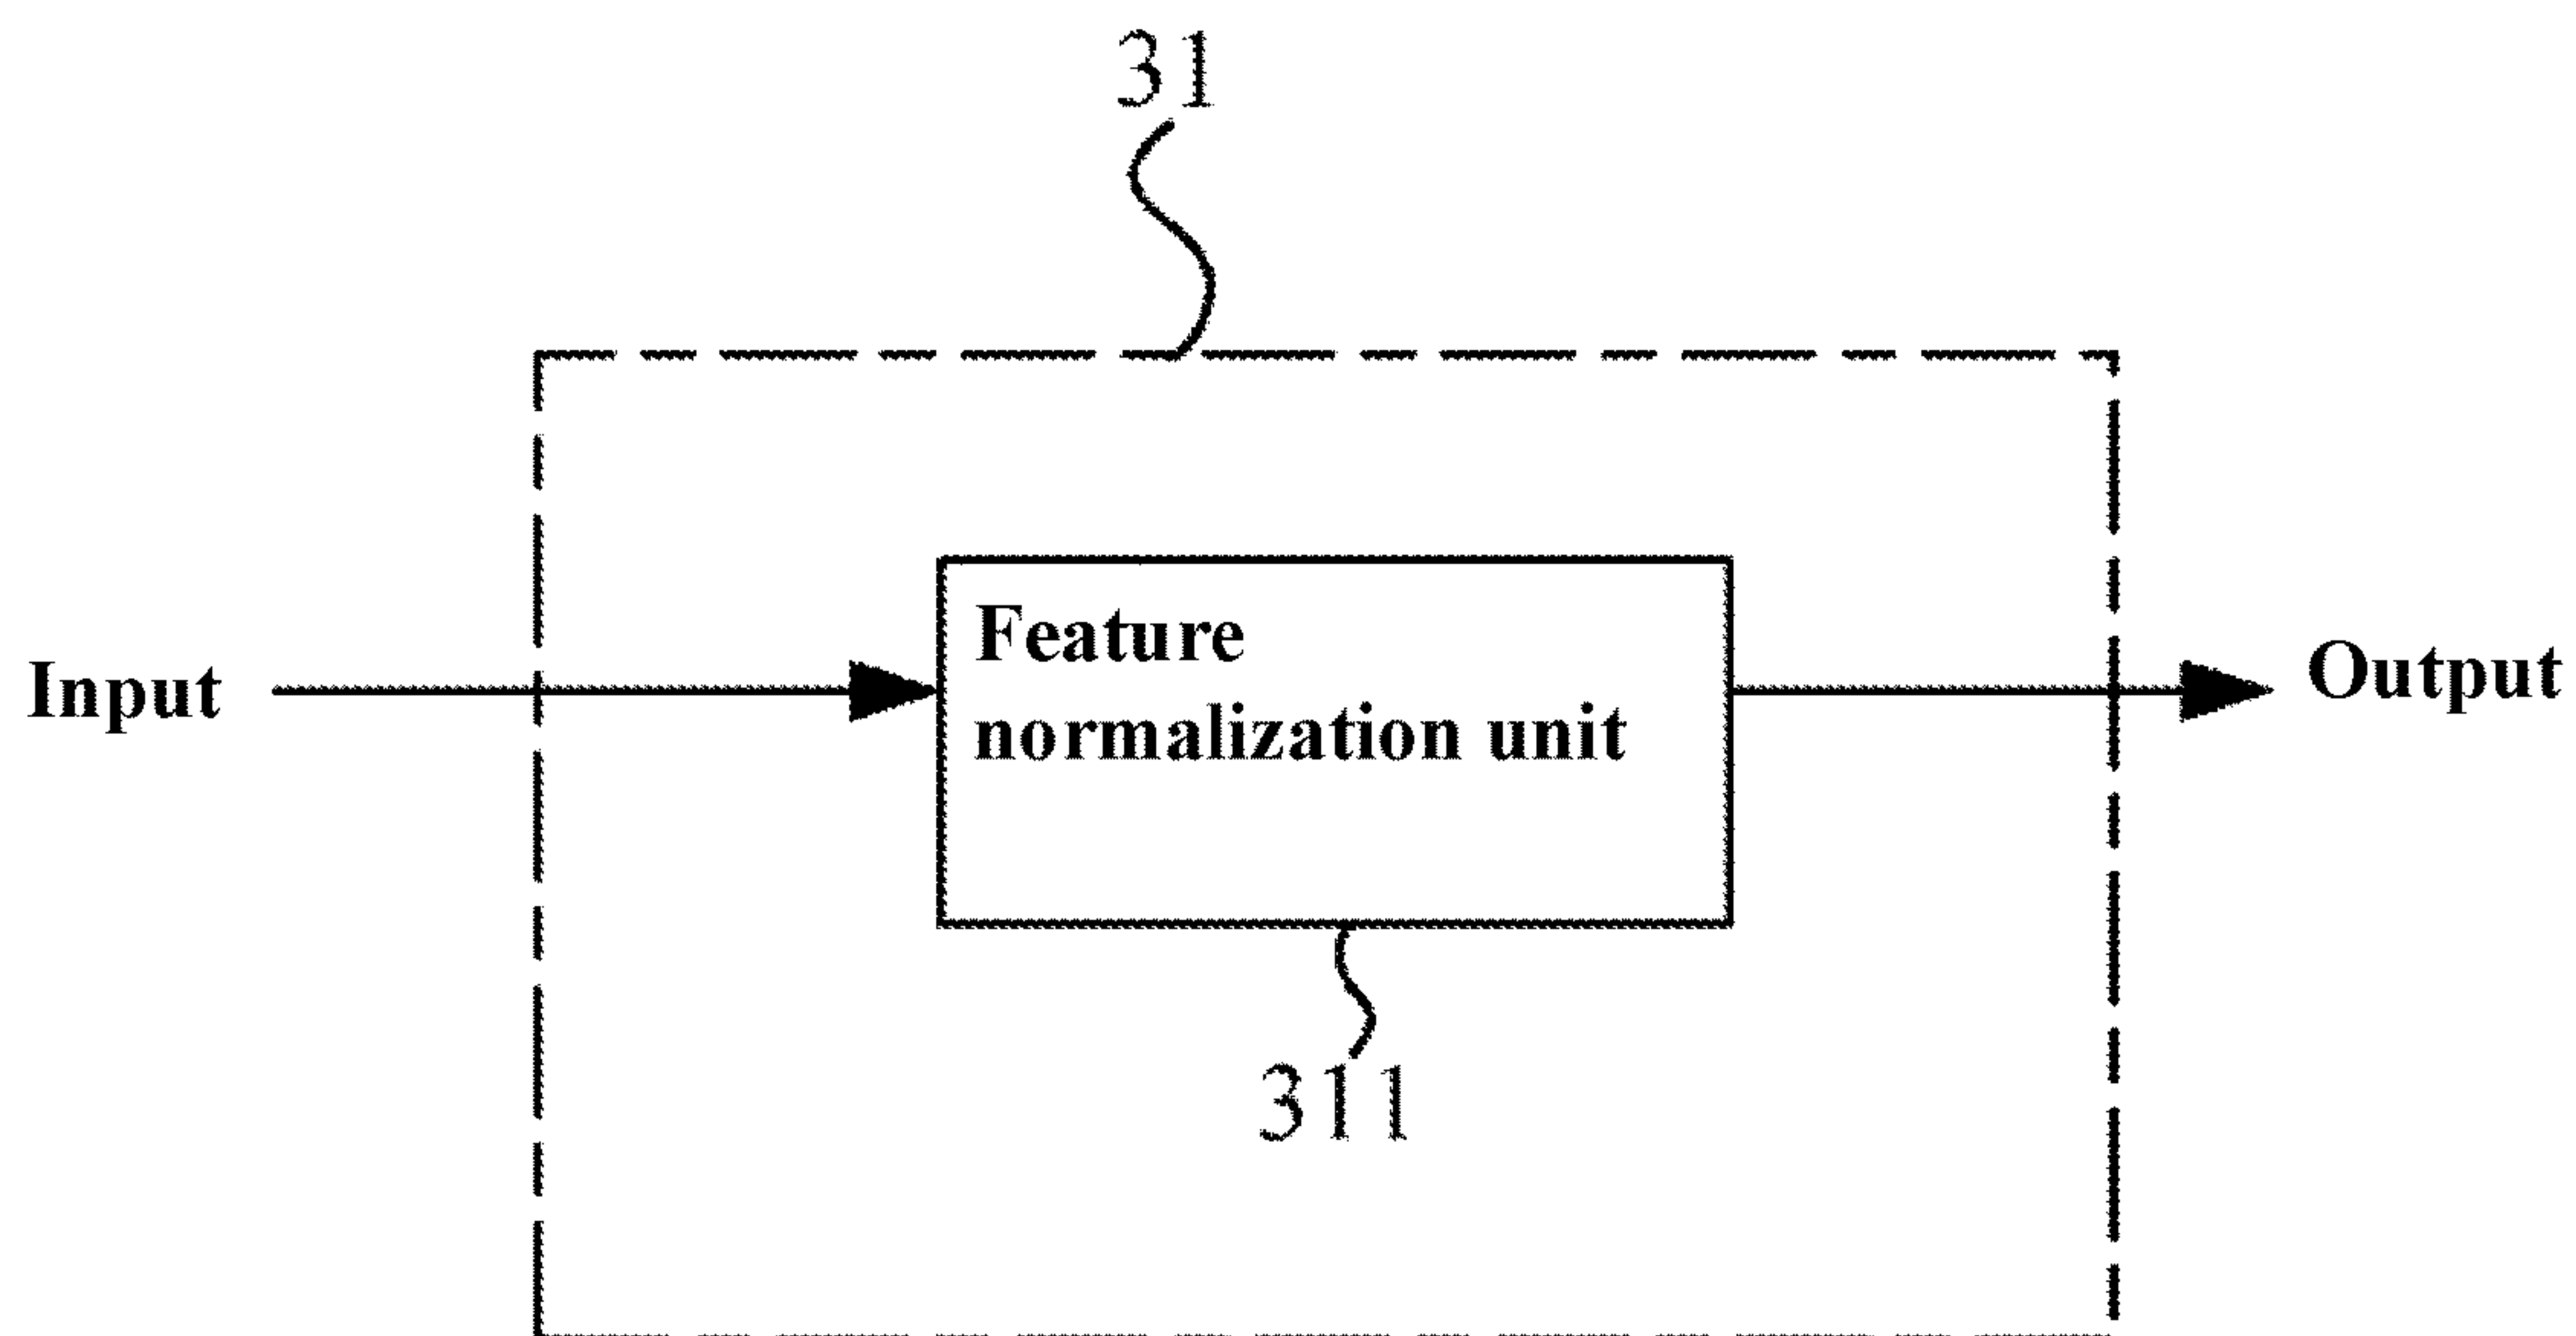 31
Feature
Input
Output
normalization unit
311